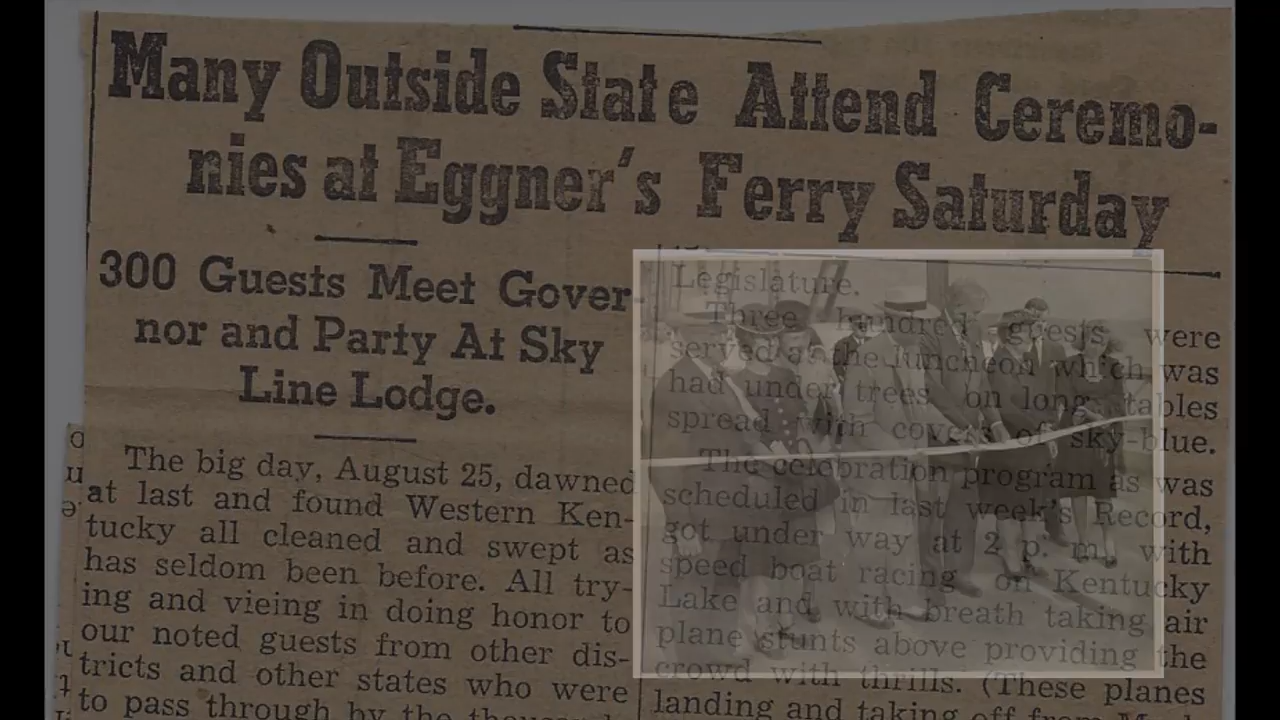 Many Outside State Attend Ceremo-
nies at Eggner's Ferry Saturday
300 Guests Meet Gover-
nor and Party At Sky
Line Lodge.
The big day, August 25, dawned
at last and found Western Ken-
tucky all cleaned and swept as
has seldom been before. All try-
ing and vieing in doing honor to
our noted guests from other dis-
tricts and other states who were
to pass through by the
Legislature.
Three hundred guests were
served at the luncheon which was
had under trees on long tables
spread with covers of sky-blue.
The celebration program as was
scheduled in last week's Record,
got under way at 2 p. m. with
speed boat racing on Kentucky
Lake and with breath taking air
plane stunts above providing the
crowd with thrills. (These planes
landing and taking off from